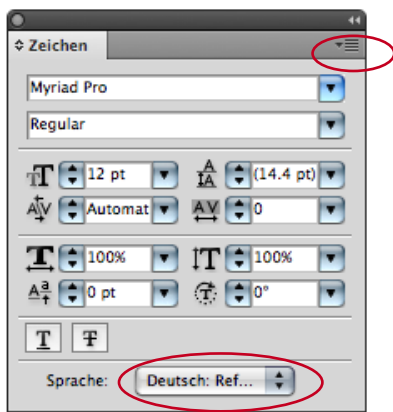 Zeichen
Myriad Pro
Regular
12 pt (14.4 pt)
Automat 0
100% 100%
0 pt 0°
T T
Sprache: Deutsch: Ref...